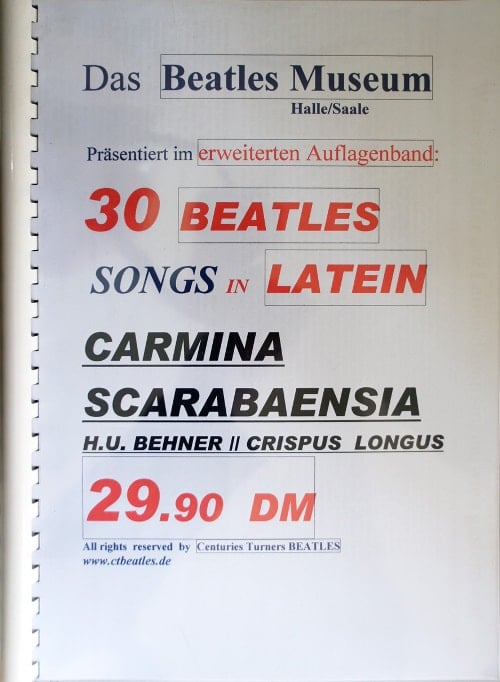 Das Beatles Museum
Halle/Saale
Präsentiert im erweiterten Auflagenband:
30 BEATLES
SONGS IN LATEIN
CARMINA
SCARABAENSIA
H.U. BEHNER // CRISPUS LONGUS
29.90 DM
All rights reserved by Centuries Turners BEATLES
www.ctbeatles.de